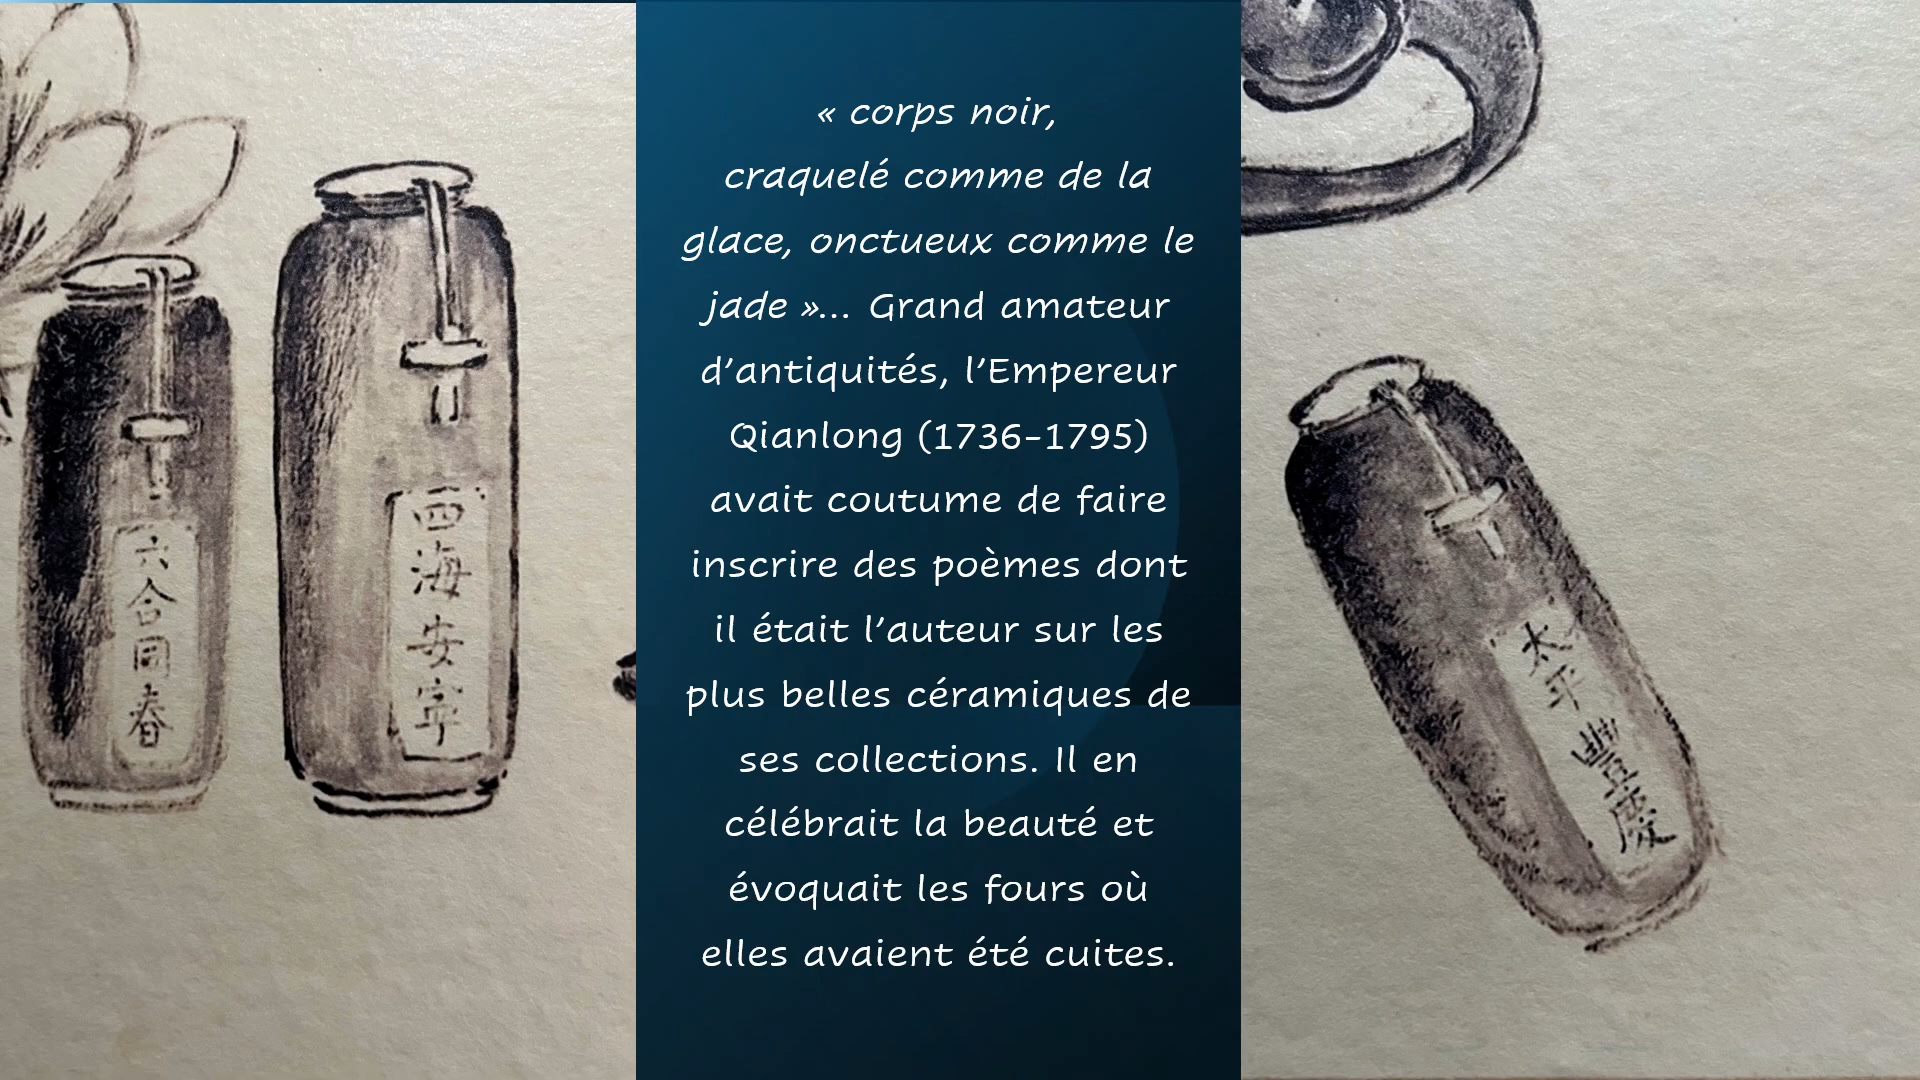 六合同春
四海安寧
« corps noir,
craquelé comme de la
glace, onctueux comme le
jade »… Grand amateur
d’antiquités, l’Empereur
Qianlong (1736-1795)
avait coutume de faire
inscrire des poèmes dont
il était l’auteur sur les
plus belles céramiques de
ses collections. Il en
célébrait la beauté et
évoquait les fours où
elles avaient été cuites.
太平豐慶